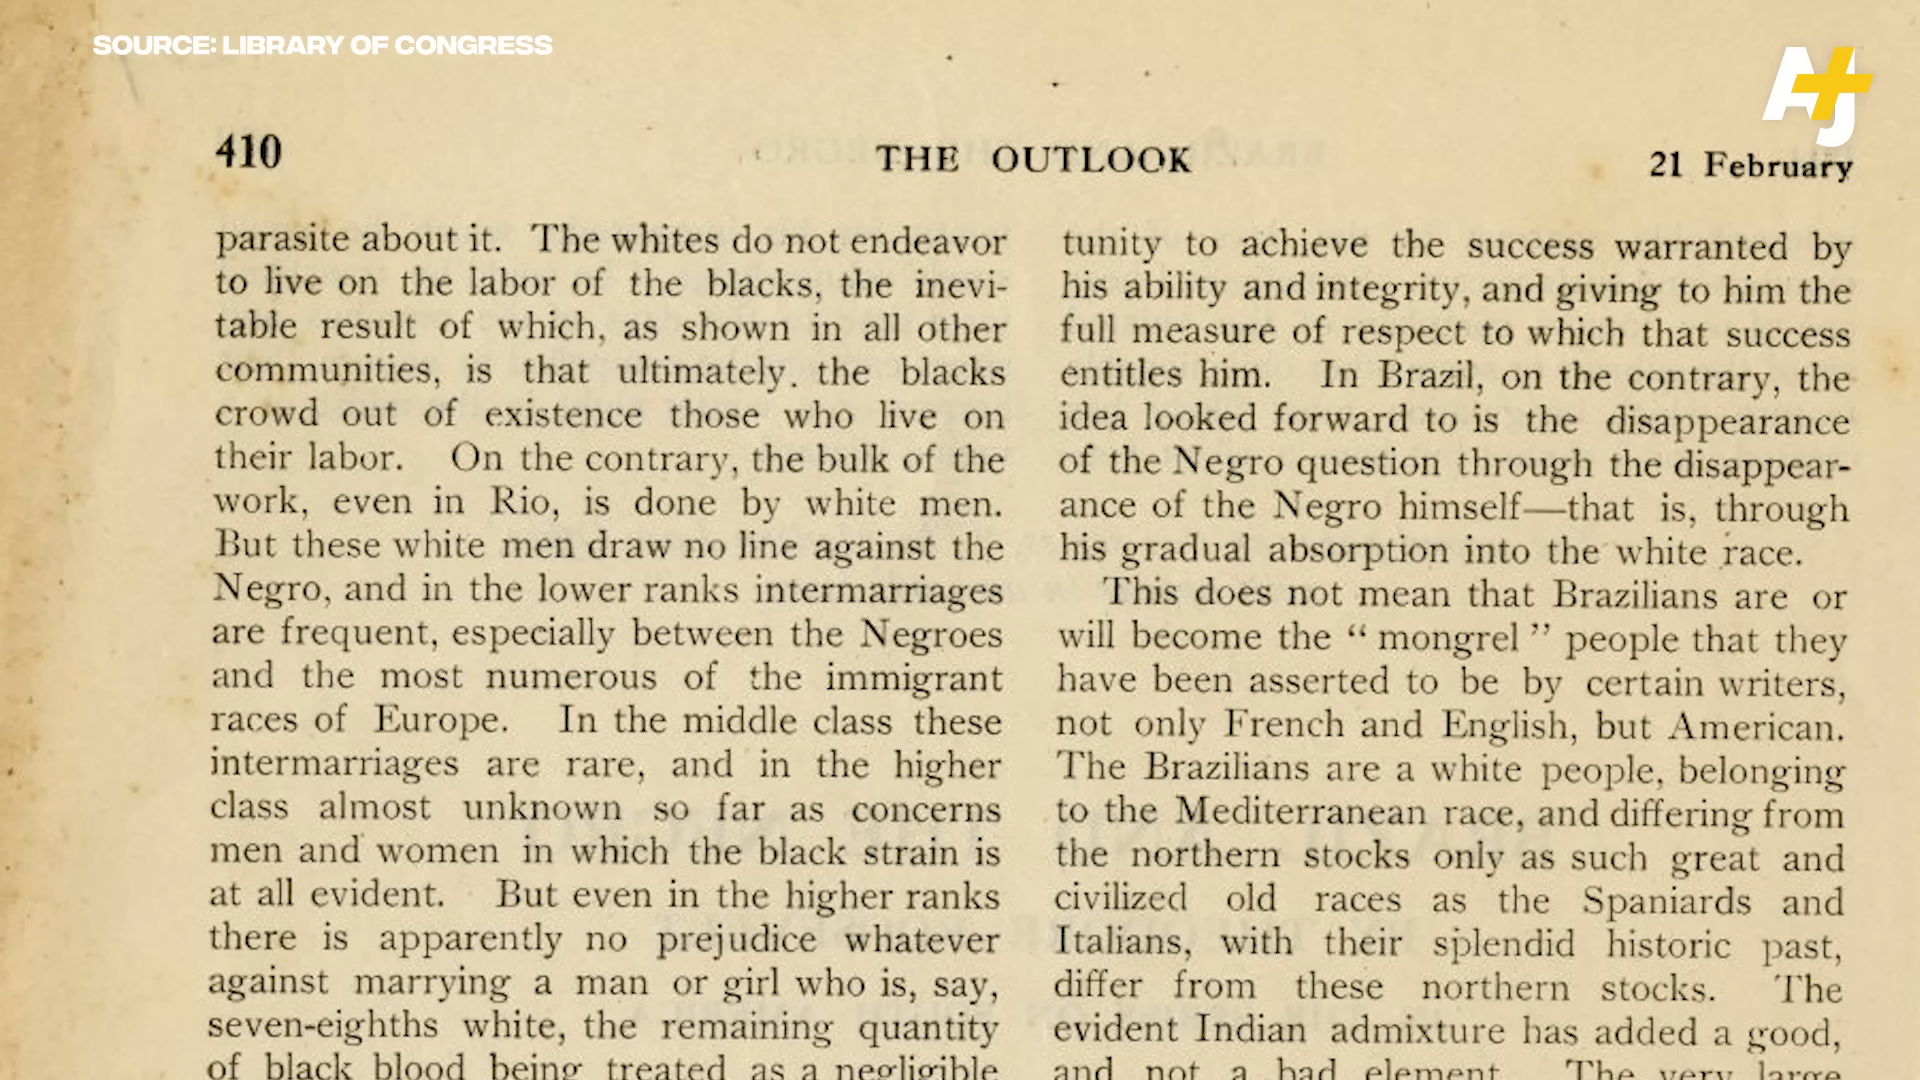 SOURCE: LIBRARY OF CONGRESS
AJ+
410
THE OUTLOOK
21 February
parasite about it. The whites do not endeavor
to live on the labor of the blacks, the inevi-
table result of which, as shown in all other
communities, is that ultimately. the blacks
crowd out of existence those who live on
their labor. On the contrary, the bulk of the
work, even in Rio, is done by white men.
But these white men draw no line against the
Negro, and in the lower ranks intermarriages
are frequent, especially between the Negroes
and the most numerous of the immigrant
races of Europe. In the middle class these
intermarriages are rare, and in the higher
class almost unknown so far as concerns
men and women in which the black strain is
at all evident. But even in the higher ranks
there is apparently no prejudice whatever
against marrying a man or girl who is, say,
seven-eighths white, the remaining quantity
of black blood being treated as a negligible
tunity to achieve the success warranted by
his ability and integrity, and giving to him the
full measure of respect to which that success
entitles him. In Brazil, on the contrary, the
idea looked forward to is the disappearance
of the Negro question through the disappear-
ance of the Negro himself—that is, through
his gradual absorption into the white race.
This does not mean that Brazilians are or
will become the “ mongrel ” people that they
have been asserted to be by certain writers,
not only French and English, but American.
The Brazilians are a white people, belonging
to the Mediterranean race, and differing from
the northern stocks only as such great and
civilized old races as the Spaniards and
Italians, with their splendid historic past,
differ from these northern stocks. The
evident Indian admixture has added a good,
and not a bad element. The very large